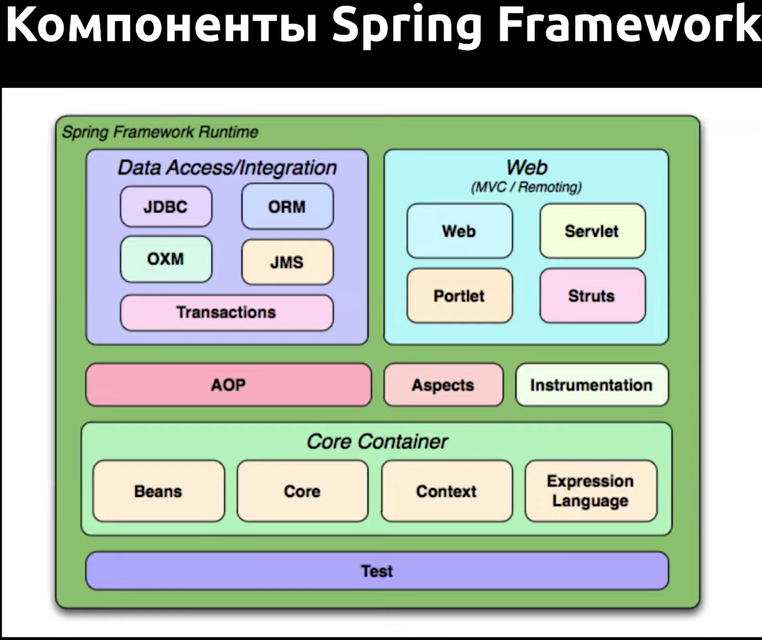 Компоненты Spring Framework
Spring Framework Runtime
Data Access/Integration
JDBC
ORM
OXM
JMS
Transactions
Web
(MVC / Remoting)
Web
Servlet
Portlet
Struts
AOP
Aspects
Instrumentation
Core Container
Beans
Core
Context
Expression
Language
Test